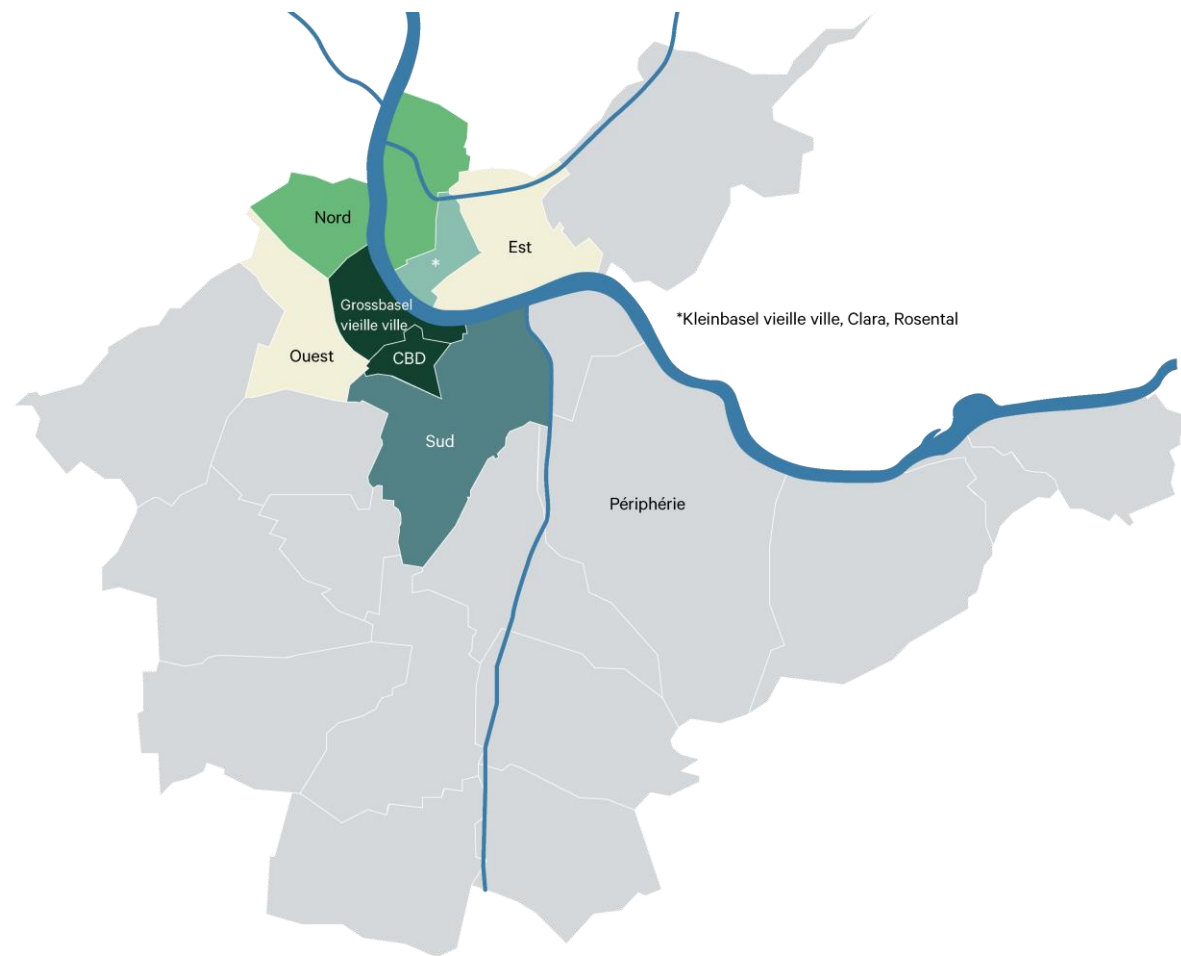 Nord
Est
*
Grossbasel
vieille ville
*Kleinbasel vieille ville, Clara, Rosental
Ouest
CBD
Sud
Périphérie